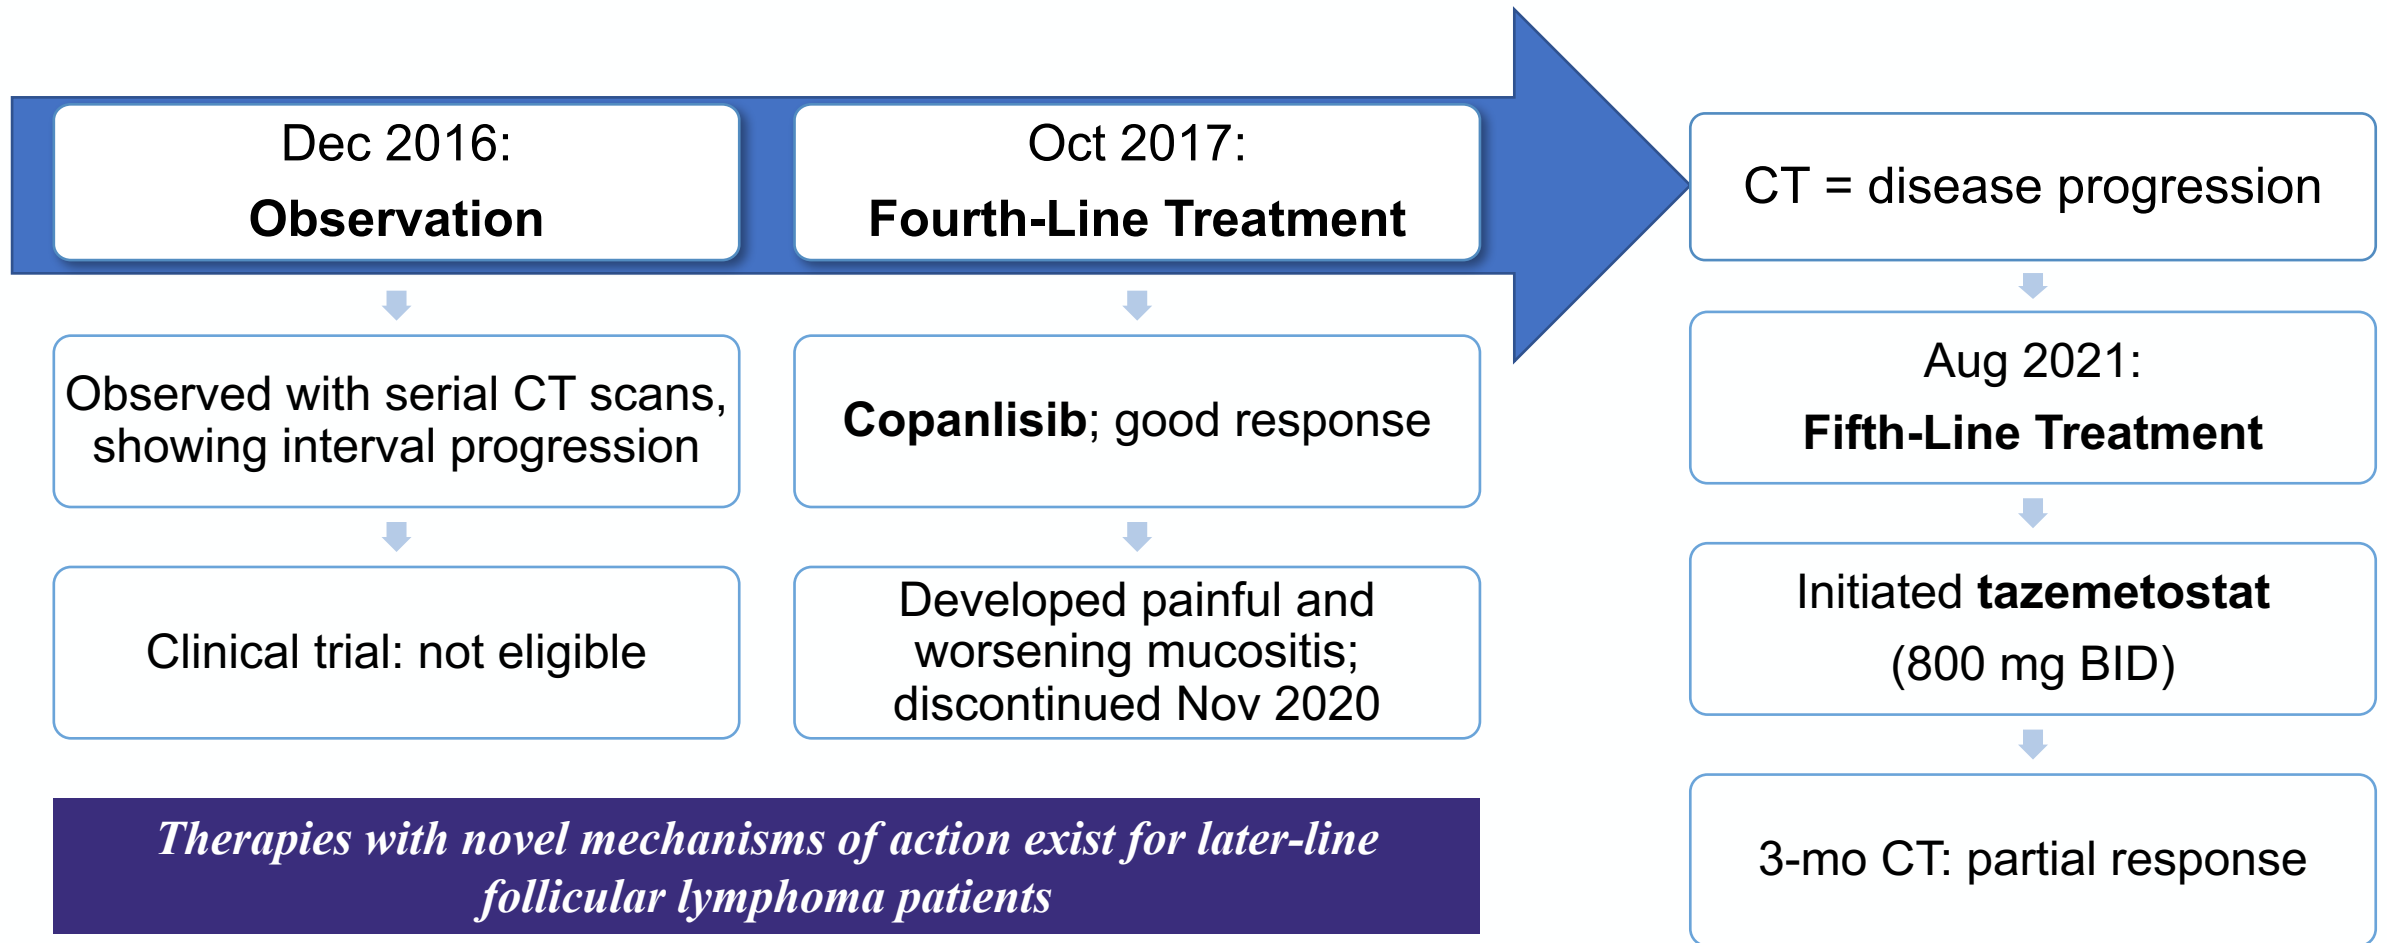 Dec 2016:
Observation
Observed with serial CT scans,
showing interval progression
Clinical trial: not eligible
Oct 2017:
Fourth-Line Treatment
Copanlisib; good response
Developed painful and
worsening mucositis;
discontinued Nov 2020
CT = disease progression
Aug 2021:
Fifth-Line Treatment
Initiated tazemetostat
(800 mg BID)
3-mo CT: partial response
Therapies with novel mechanisms of action exist for later-line
follicular lymphoma patients